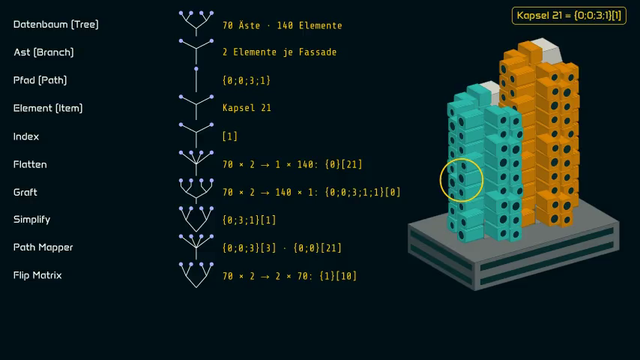 Kapsel 21 = {0;0;3;1}[1]
Datenbaum (Tree) 70 Äste · 140 Elemente
Ast (Branch) 2 Elemente je Fassade
Pfad (Path) {0;0;3;1}
Element (Item) Kapsel 21
Index [1]
Flatten 70 × 2 → 1 × 140: {0}[21]
Graft 70 × 2 → 140 × 1: {0;0;3;1;1}[0]
Simplify {0;3;1}[1]
Path Mapper {0;0;3}[3] · {0;0}[21]
Flip Matrix 70 × 2 → 2 × 70: {1}[10]